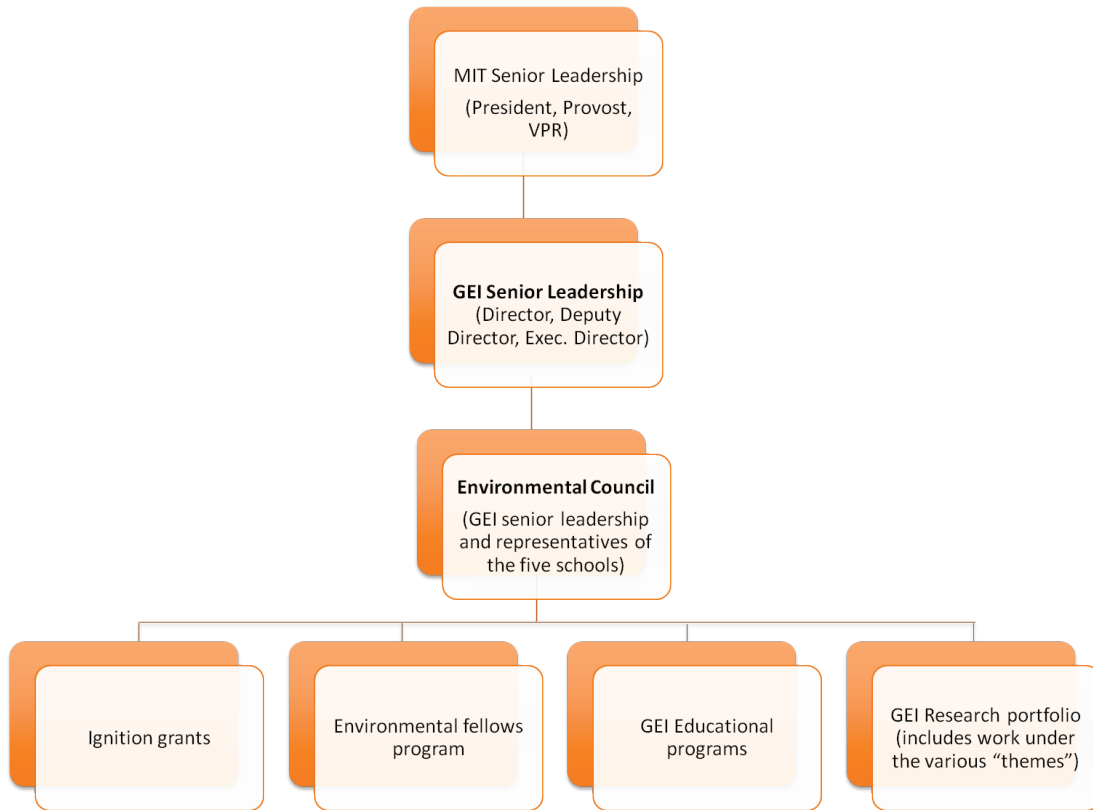 MIT Senior Leadership
(President, Provost,
VPR)
GEI Senior Leadership
(Director, Deputy
Director, Exec. Director)
Environmental Council
(GEI senior leadership
and representatives of
the five schools)
Ignition grants
Environmental fellows
program
GEI Educational
programs
GEI Research portfolio
(includes work under
the various “themes”)